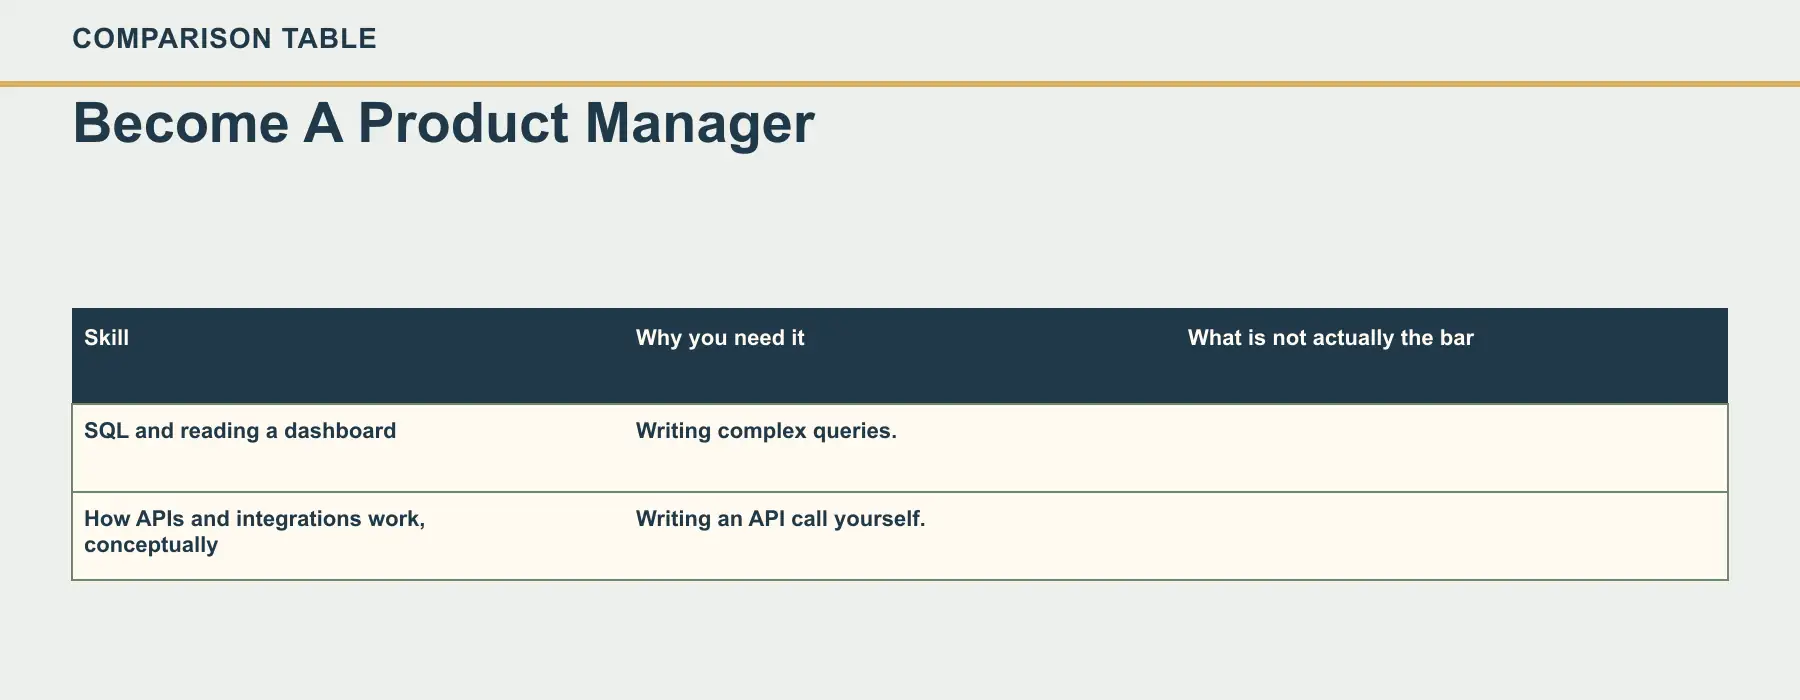 COMPARISON TABLE
Become A Product Manager
Skill Why you need it What is not actually the bar
SQL and reading a dashboard Writing complex queries.
How APIs and integrations work, Writing an API call yourself.
conceptually